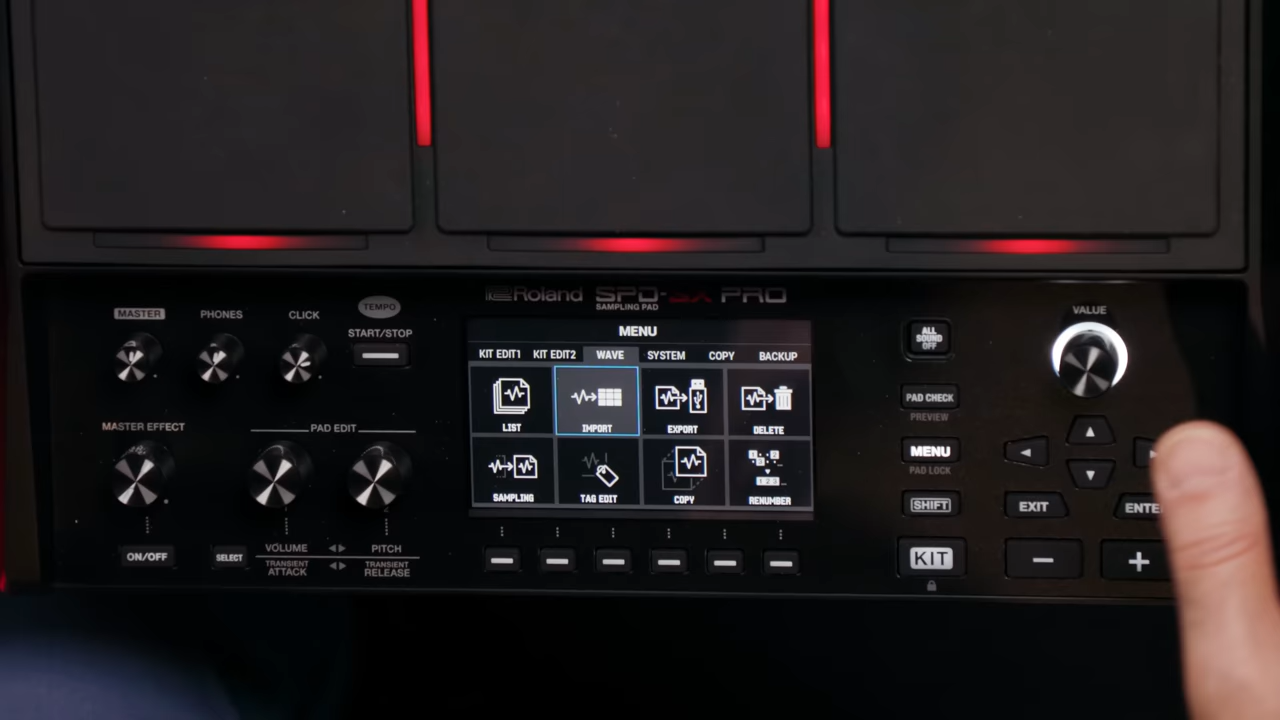 Roland SPD-SX PRO
SAMPLING PAD
MASTER
PHONES
CLICK
TEMPO
START/STOP
MASTER EFFECT
PAD EDIT
ON/OFF
SELECT
VOLUME
PITCH
TRANSIENT ATTACK
TRANSIENT RELEASE
MENU
KIT EDIT1 KIT EDIT2 WAVE SYSTEM COPY BACKUP
LIST IMPORT EXPORT DELETE
SAMPLING TAG EDIT COPY RENUMBER
ALL
SOUND
OFF
PAD CHECK
PREVIEW
MENU
PAD LOCK
SHIFT
KIT
VALUE
EXIT
ENTE